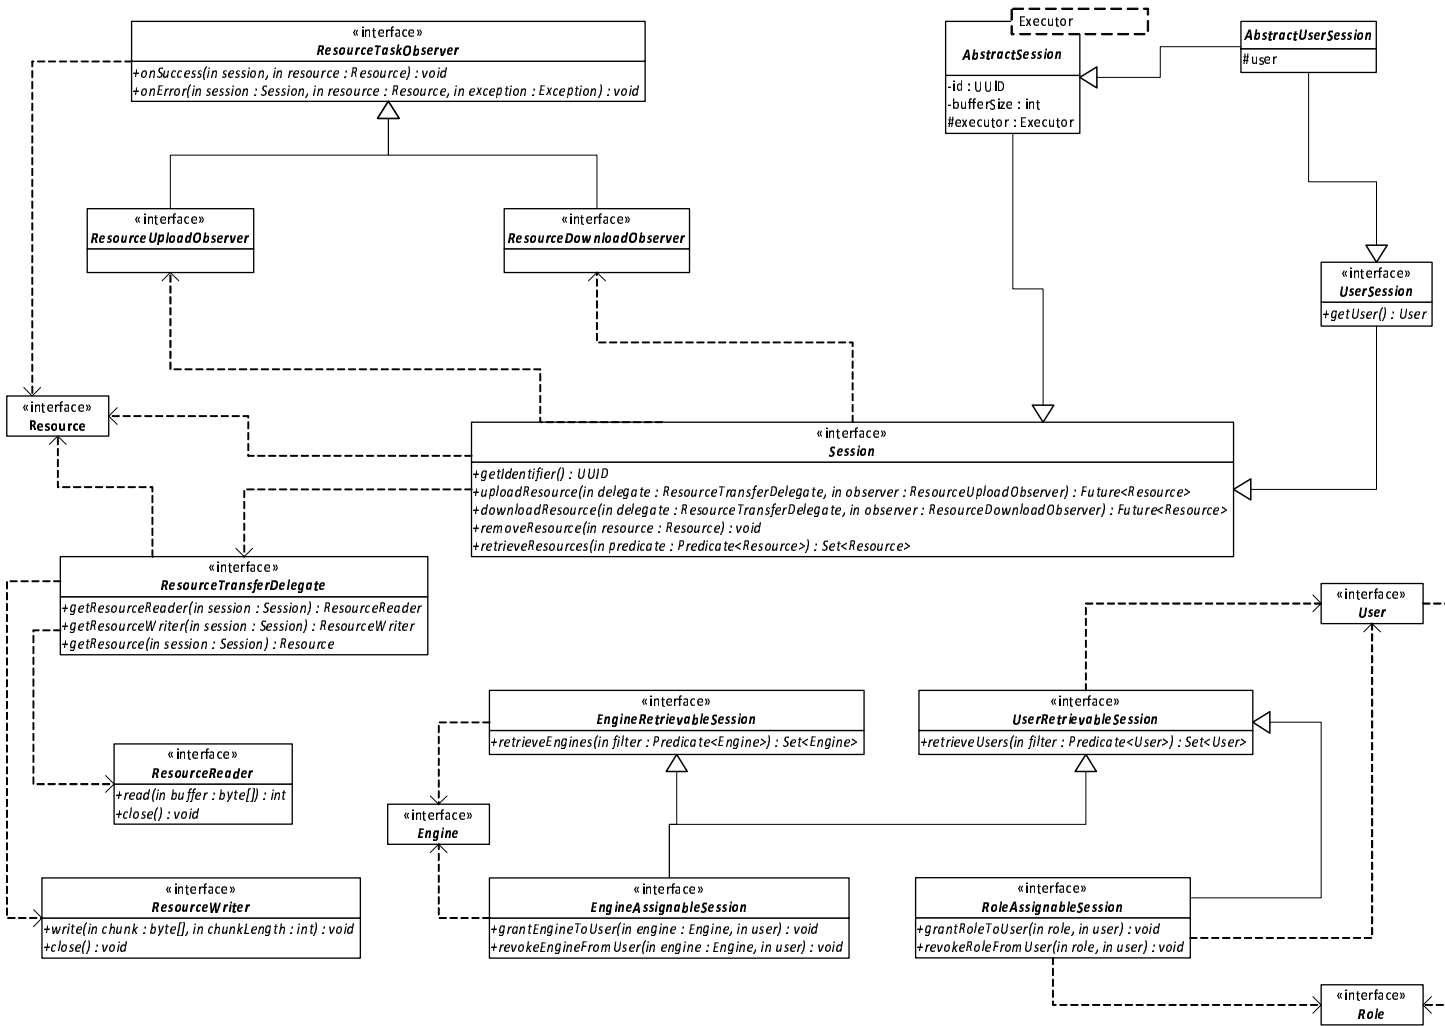 «interface»
ResourceTaskObserver
+onSuccess(in session, in resource : Resource) : void
+onError(in session : Session, in resource : Resource, in exception : Exception) : void
Executor
AbstractSession
-id : UUID
-bufferSize : int
#executor : Executor
AbstractUserSession
#user
«interface»
ResourceUploadObserver
«interface»
ResourceDownloadObserver
«interface»
UserSession
+getUser() : User
«interface»
Resource
«interface»
Session
+getIdentifier() : UUID
+uploadResource(in delegate : ResourceTransferDelegate, in observer : ResourceUploadObserver) : Future<Resource>
+downloadResource(in delegate : ResourceTransferDelegate, in observer : ResourceDownloadObserver) : Future<Resource>
+removeResource(in resource : Resource) : void
+retrieveResources(in predicate : Predicate<Resource>) : Set<Resource>
«interface»
ResourceTransferDelegate
+getResourceReader(in session : Session) : ResourceReader
+getResourceWriter(in session : Session) : ResourceWriter
+getResource(in session : Session) : Resource
«interface»
User
«interface»
EngineRetrievableSession
+retrieveEngines(in filter : Predicate<Engine>) : Set<Engine>
«interface»
UserRetrievableSession
+retrieveUsers(in filter : Predicate<User>) : Set<User>
«interface»
ResourceReader
+read(in buffer : byte[]) : int
+close() : void
«interface»
Engine
«interface»
ResourceWriter
+write(in chunk : byte[], in chunkLength : int) : void
+close() : void
«interface»
EngineAssignableSession
+grantEngineToUser(in engine : Engine, in user) : void
+revokeEngineFromUser(in engine : Engine, in user) : void
«interface»
RoleAssignableSession
+grantRoleToUser(in role, in user) : void
+revokeRoleFromUser(in role, in user) : void
«interface»
Role